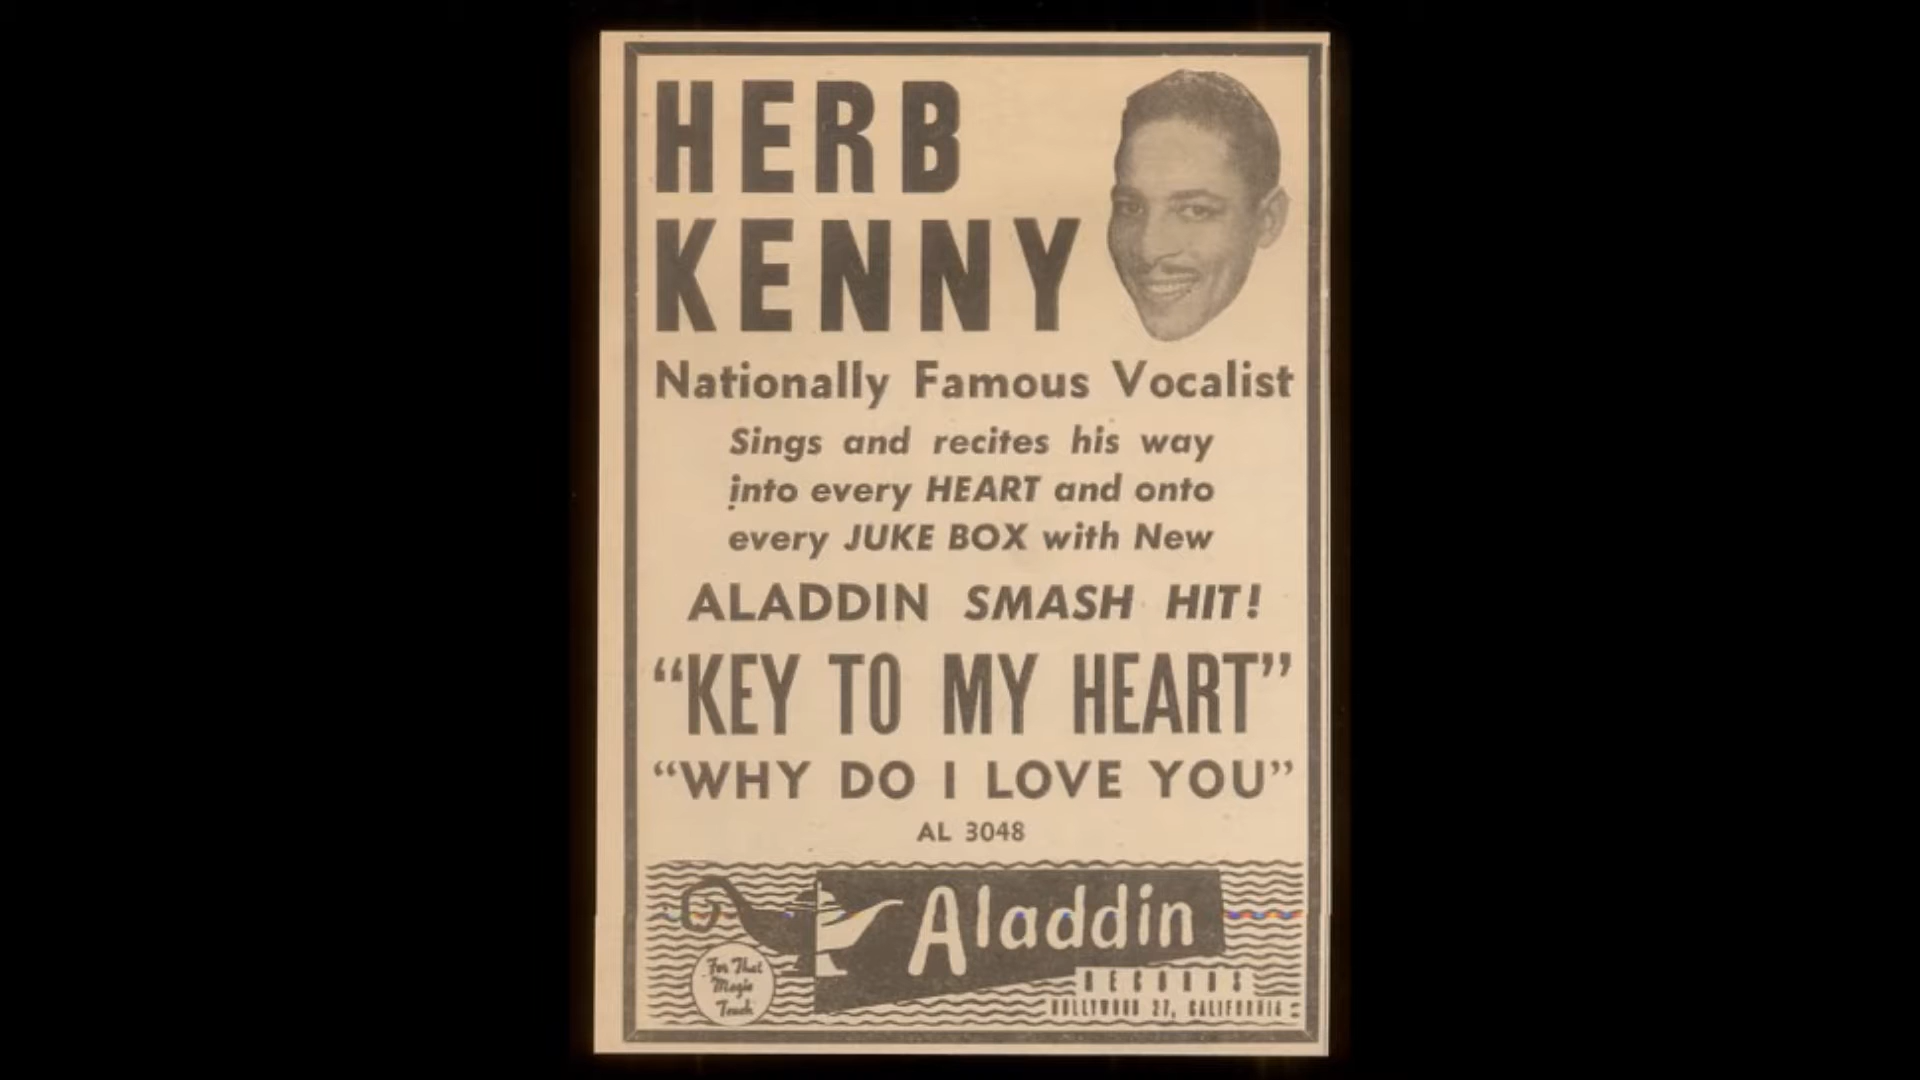 HERB
KENNY
Nationally Famous Vocalist
Sings and recites his way
into every HEART and onto
every JUKE BOX with New
ALADDIN SMASH HIT!
“KEY TO MY HEART”
“WHY DO I LOVE YOU”
AL 3048
Aladdin
RECORDS
HOLLYWOOD 27, CALIFORNIA
For That
Magic
Touch